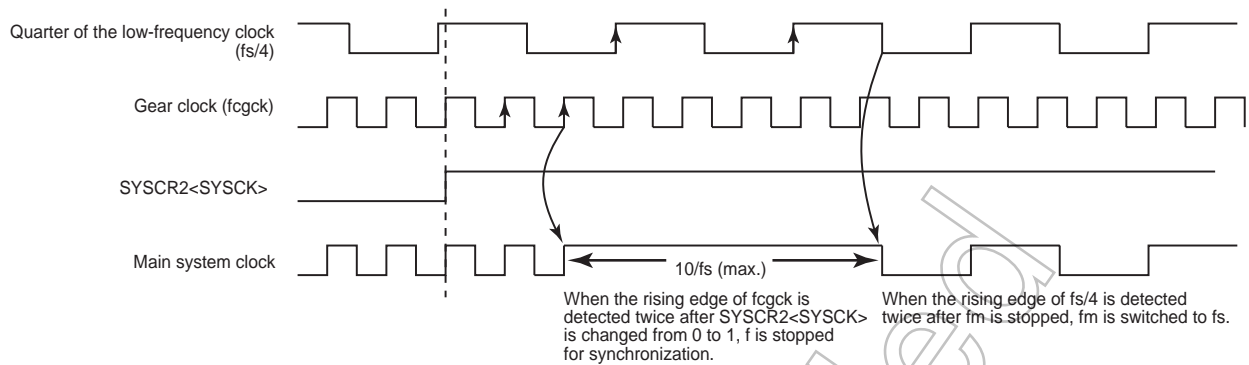 Quarter of the low-frequency clock
(fs/4)
Gear clock (fcgck)
SYSCR2<SYSCK>
Main system clock
10/fs (max.)
When the rising edge of fcgck is
detected twice after SYSCR2<SYSCK>
is changed from 0 to 1, f is stopped
for synchronization.
When the rising edge of fs/4 is detected
twice after fm is stopped, fm is switched to fs.